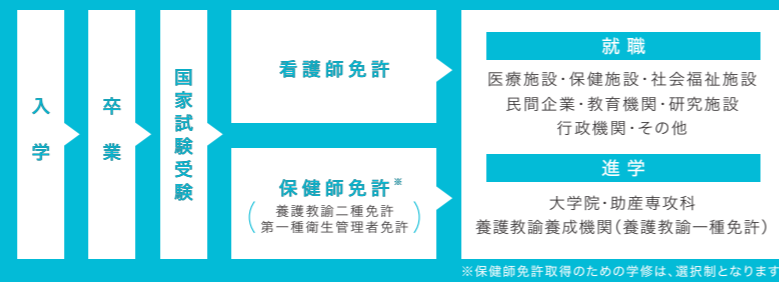 入学
卒業
国家試験受験
看護師免許
保健師免許※
(養護教諭二種免許
第一種衛生管理者免許)
就職
医療施設・保健施設・社会福祉施設
民間企業・教育機関・研究施設
行政機関・その他
進学
大学院・助産専攻科
養護教諭養成機関(養護教諭一種免許)
※保健師免許取得のための学修は、選択制となります